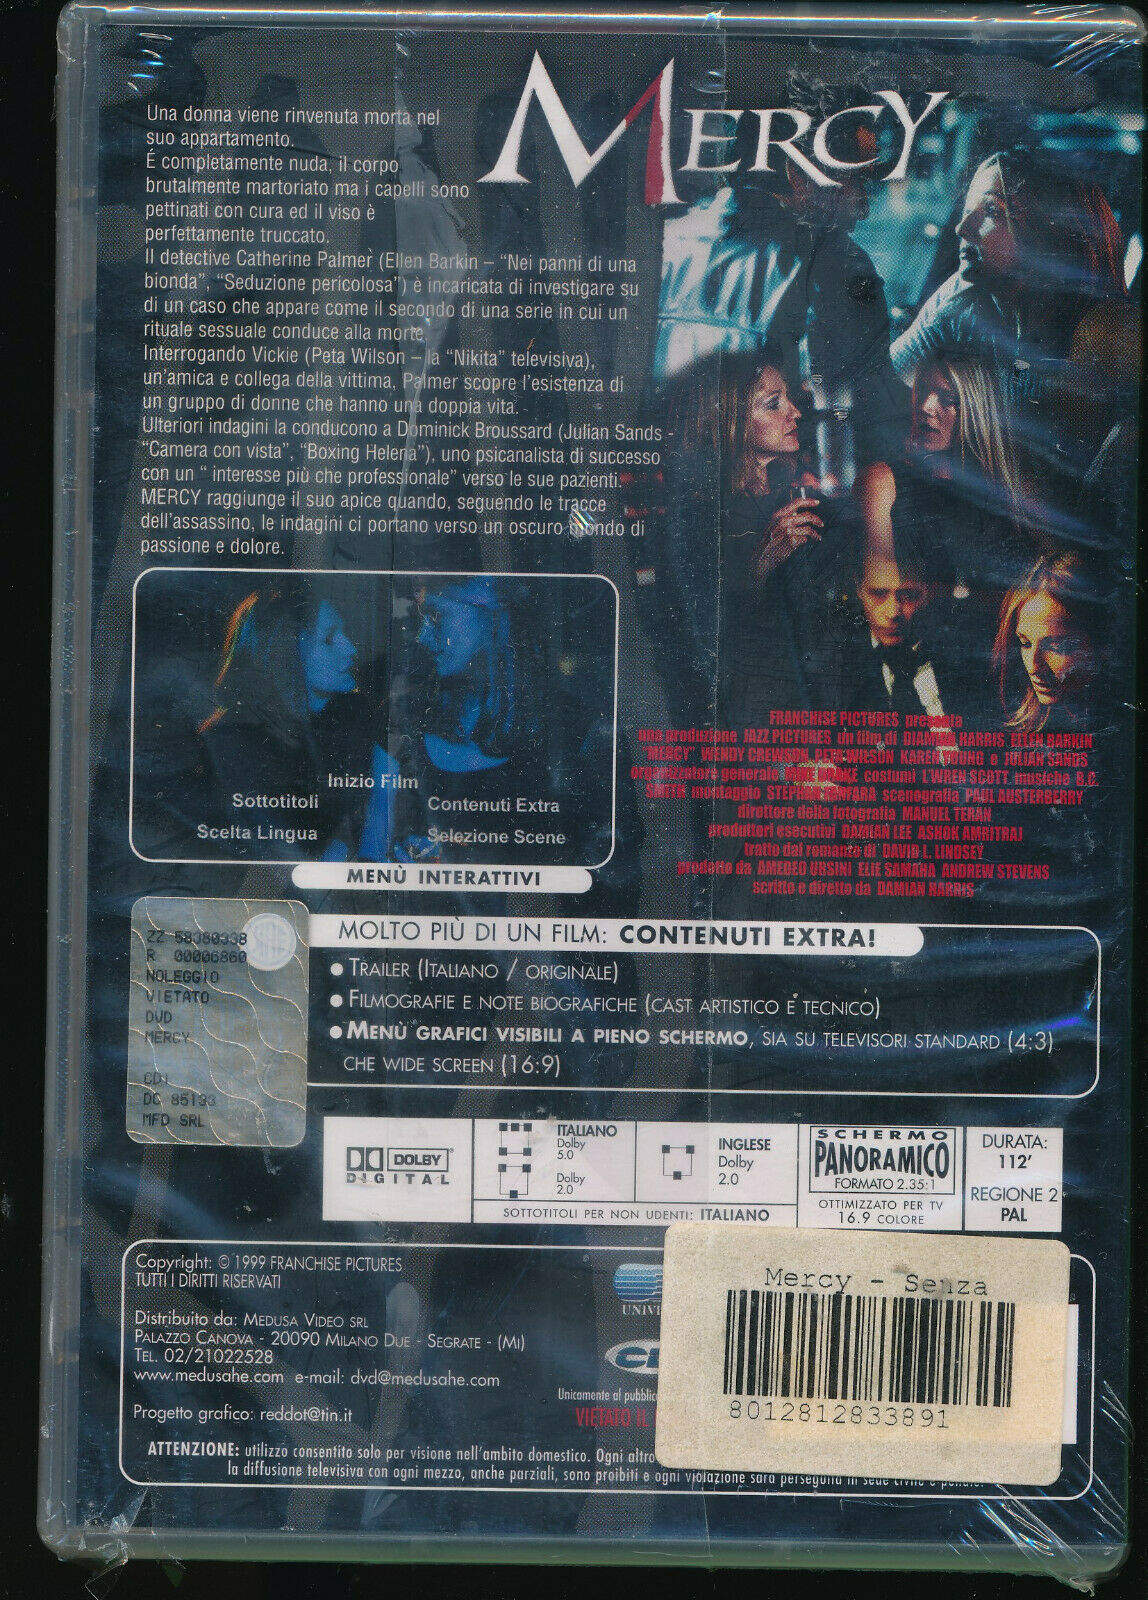 MERCY
Una donna viene rinvenuta morta nel
suo appartamento.
É completamente nuda, il corpo
brutalmente martoriato ma i capelli sono
pettinati con cura ed il viso è
perfettamente truccato.
Il detective Catherine Palmer (Ellen Barkin – “Nei panni di una
bionda”, “Seduzione pericolosa”) è incaricata di investigare su
di un caso che appare come il secondo di una serie in cui un
rituale sessuale conduce alla morte.
Interrogando Vickie (Peta Wilson – la “Nikita” televisiva),
un'amica e collega della vittima, Palmer scopre l'esistenza di
un gruppo di donne che hanno una doppia vita.
Ulteriori indagini la conducono a Dominick Broussard (Julian Sands -
“Camera con vista”, “Boxing Helena”), uno psicanalista di successo
con un “ interesse più che professionale” verso le sue pazienti.
MERCY raggiunge il suo apice quando, seguendo le tracce
dell'assassino, le indagini ci portano verso un oscuro mondo di
passione e dolore.
Inizio Film
Sottotitoli
Contenuti Extra
Scelta Lingua
Selezione Scene
MENÙ INTERATTIVI
FRANCHISE PICTURES presenta
una produzione JAZZ PICTURES un film di DIAMIAN HARRIS ELLEN BARKIN
"MERCY" WENDY CREWSON PETA WILSON KAREN YOUNG e JULIAN SANDS
organizzatore generale MIKE DRAKE costumi L'WREN SCOTT musiche B.C.
SMITH montaggio STEPHEN FANFARA scenografia PAUL AUSTERBERRY
direttore della fotografia MANUEL TERAN
produttori esecutivi DAMIAN LEE ASHOK AMRITRAJ
tratto dal romanzo di DAVID L. LINDSEY
prodotto da AMEDEO URSINI ELIE SAMAHA ANDREW STEVENS
scritto e diretto da DAMIAN HARRIS
ZZ 58380338
R 00006860
NOLEGGIO
VIETATO
DVD
MERCY
CDI
DC 85133
MFD SRL
SIAE
MOLTO PIÙ DI UN FILM: CONTENUTI EXTRA!
● TRAILER (ITALIANO / ORIGINALE)
● FILMOGRAFIE E NOTE BIOGRAFICHE (CAST ARTISTICO E TECNICO)
● MENÙ GRAFICI VISIBILI A PIENO SCHERMO, SIA SU TELEVISORI STANDARD (4:3)
CHE WIDE SCREEN (16:9)
DOLBY
DIGITAL
ITALIANO
Dolby
5.0
Dolby
2.0
INGLESE
Dolby
2.0
SOTTOTITOLI PER NON UDENTI: ITALIANO
SCHERMO
PANORAMICO
FORMATO 2.35:1
OTTIMIZZATO PER TV
16.9 COLORE
DURATA:
112'
REGIONE 2
PAL
Copyright: © 1999 FRANCHISE PICTURES
TUTTI I DIRITTI RISERVATI
Distribuito da: MEDUSA VIDEO SRL
PALAZZO CANOVA - 20090 MILANO DUE - SEGRATE - (MI)
TEL. 02/21022528
www.medusahe.com e-mail: dvd@medusahe.com
Progetto grafico: reddot@tin.it
UNIV
Unicamente al pubblic
VIETATO IL
ATTENZIONE: utilizzo consentito solo per visione nell'ambito domestico. Ogni altro
la diffusione televisiva con ogni mezzo, anche parziali, sono proibiti e ogni violazione sarà perseguita in sede civile e penale.
Mercy - Senza
8012812833891